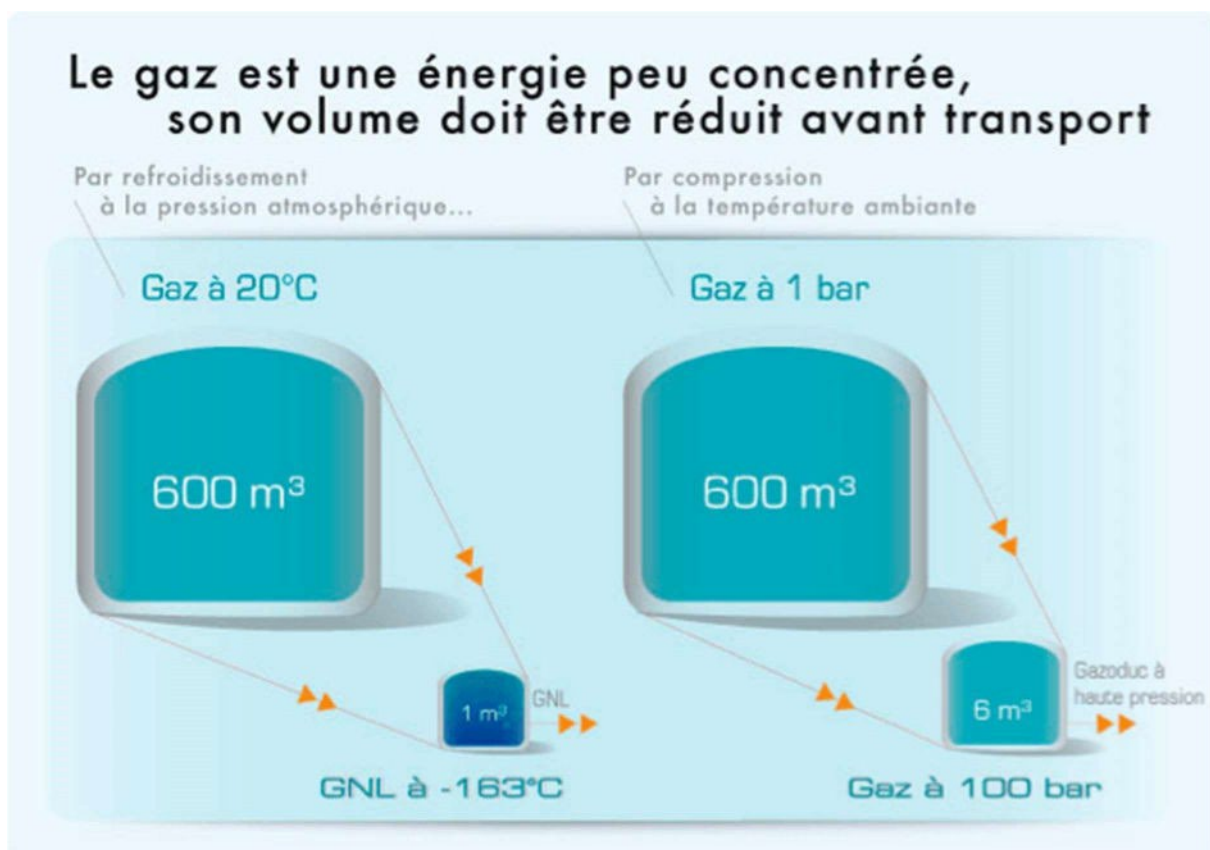 Le gaz est une énergie peu concentrée,
son volume doit être réduit avant transport
Par refroidissement
à la pression atmosphérique...
Gaz à 20°C
600 m³
1 m³
GNL
GNL à -163°C
Par compression
à la température ambiante
Gaz à 1 bar
600 m³
6 m³
Gazoduc à
haute pression
Gaz à 100 bar